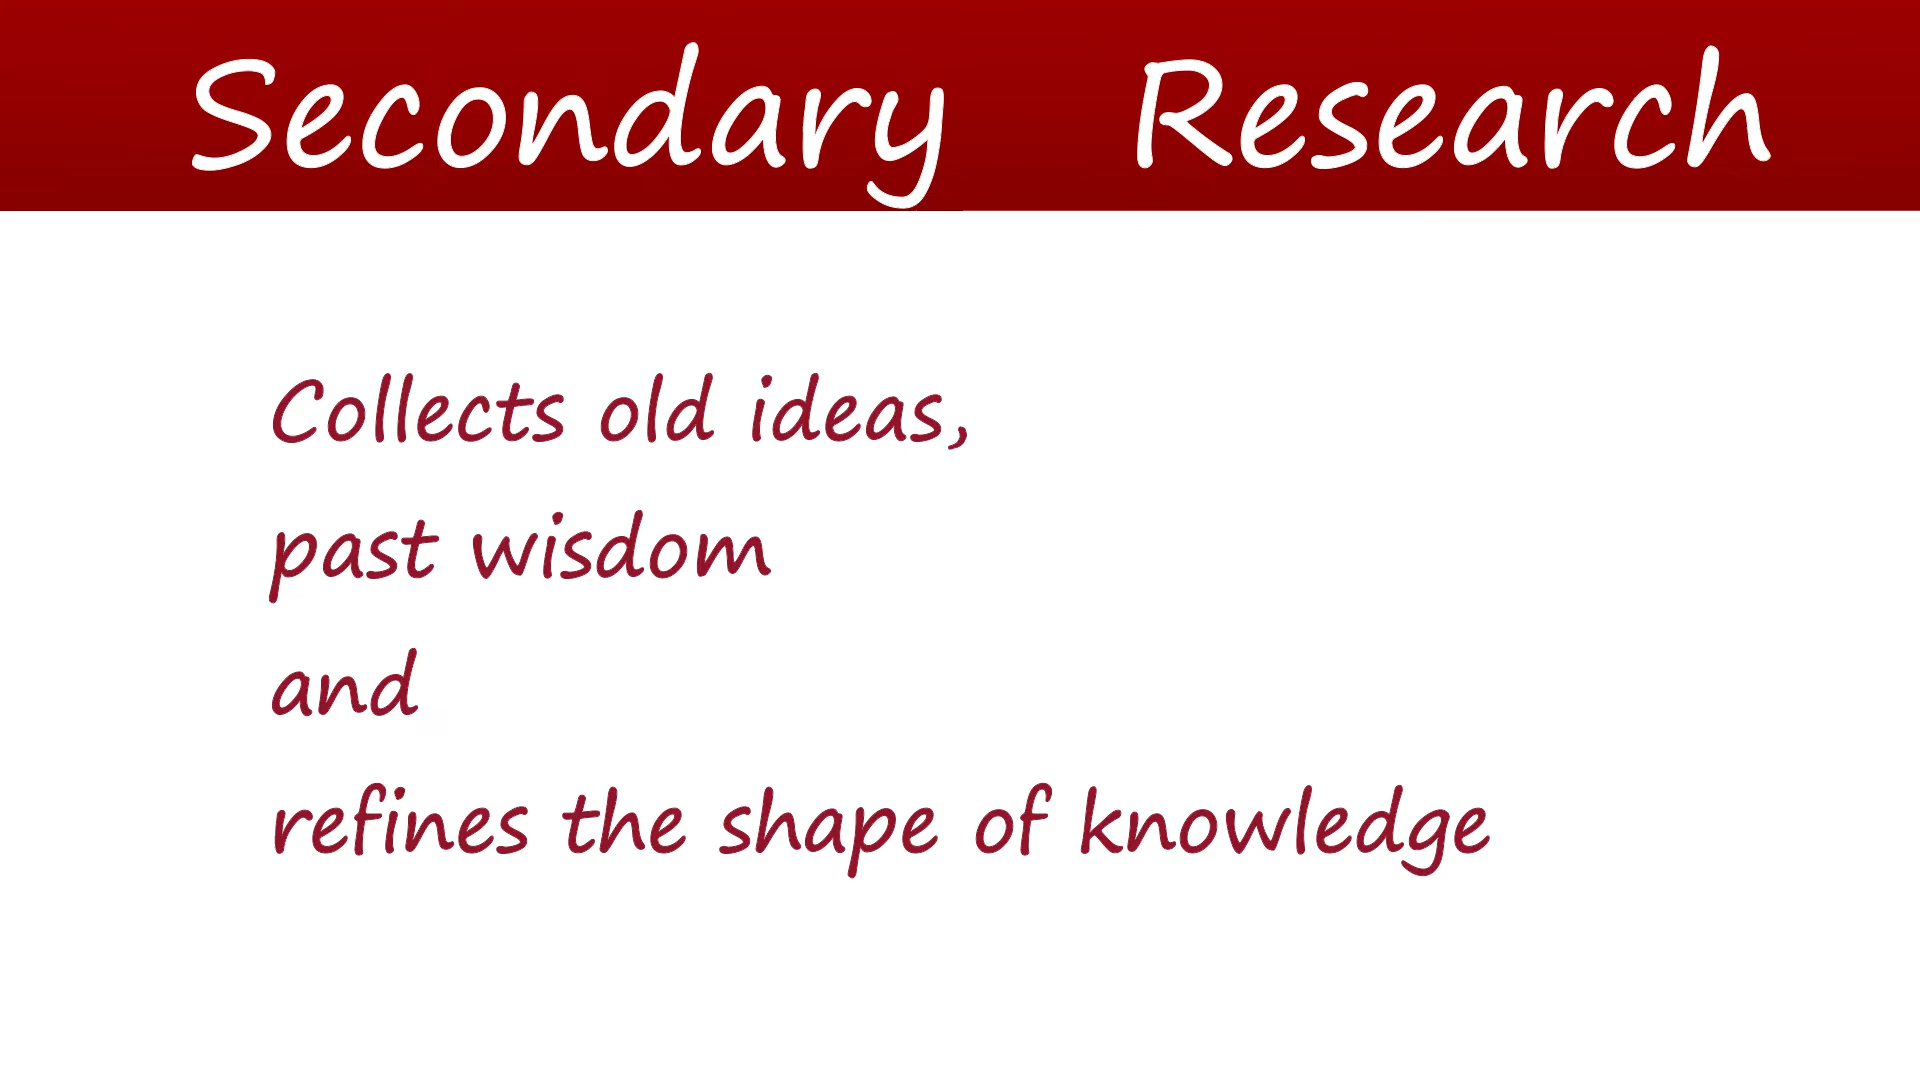 Secondary Research
Collects old ideas,
past wisdom
and
refines the shape of knowledge